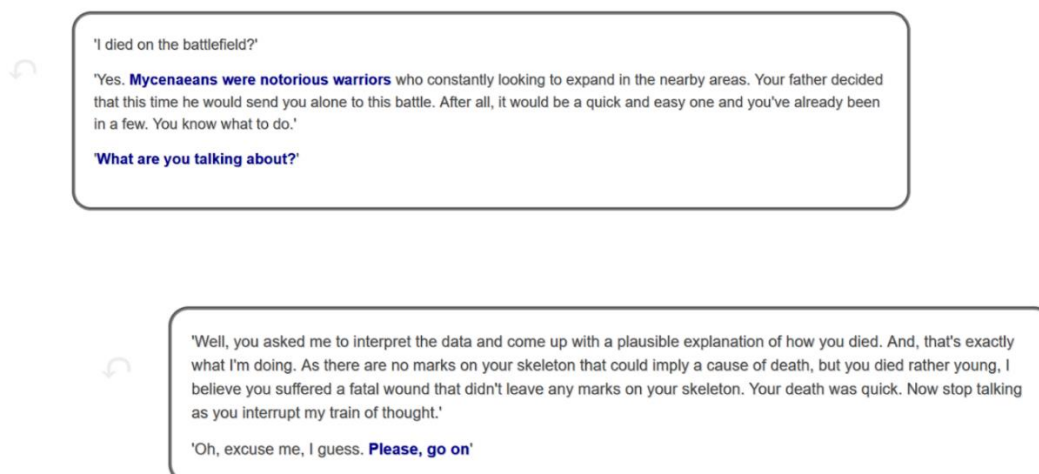 'I died on the battlefield?'
'Yes. Mycenaeans were notorious warriors who constantly looking to expand in the nearby areas. Your father decided
that this time he would send you alone to this battle. After all, it would be a quick and easy one and you've already been
in a few. You know what to do.'
'What are you talking about?'
'Well, you asked me to interpret the data and come up with a plausible explanation of how you died. And, that's exactly
what I'm doing. As there are no marks on your skeleton that could imply a cause of death, but you died rather young, I
believe you suffered a fatal wound that didn't leave any marks on your skeleton. Your death was quick. Now stop talking
as you interrupt my train of thought.'
'Oh, excuse me, I guess. Please, go on'